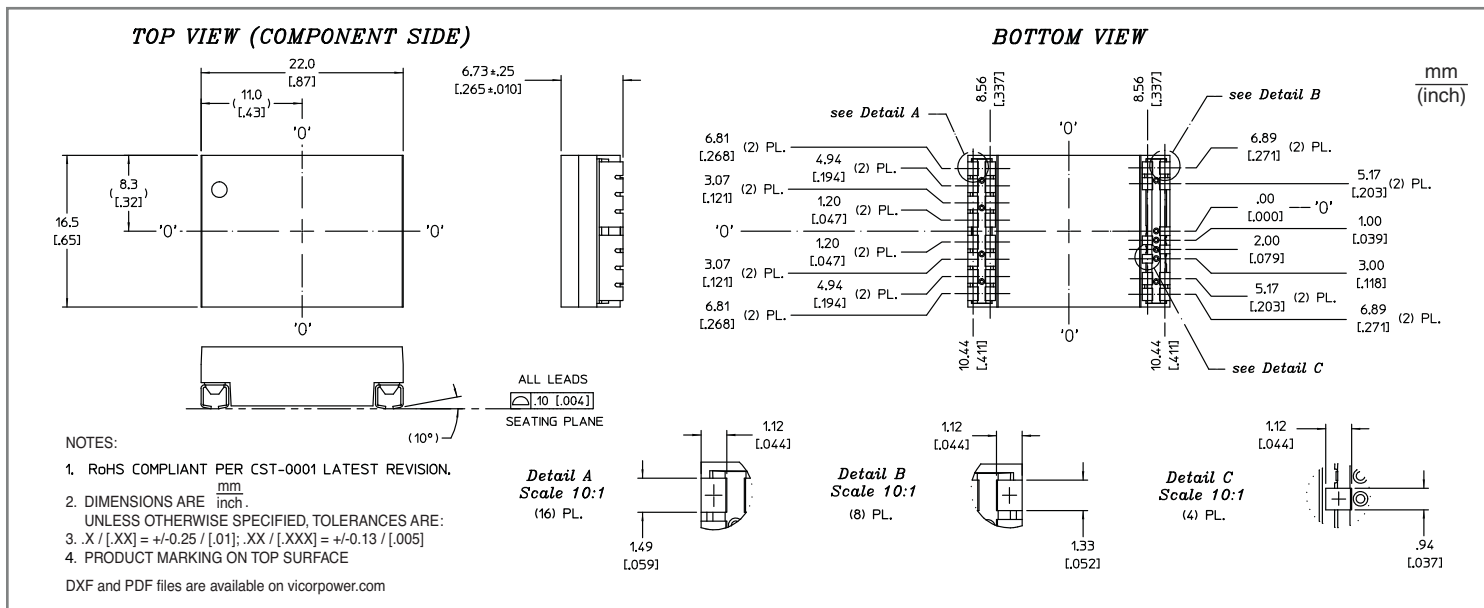 TOP VIEW (COMPONENT SIDE)
22.0
[.87]
11.0
(.43)
'O'
8.3
(.32)
16.5
[.65]
'O'
'O'
'O'
6.73±.25
[.265±.010]
ALL LEADS
.10 [.004]
SEATING PLANE
(10°)
BOTTOM VIEW
mm
(inch)
8.56
[.337]
8.56
[.337]
see Detail A
see Detail B
'O'
6.81
[.268] (2) PL.
4.94
[.194] (2) PL.
3.07
[.121] (2) PL.
1.20
[.047] (2) PL.
'O'
1.20
[.047] (2) PL.
3.07
[.121] (2) PL.
4.94
[.194] (2) PL.
6.81
[.268] (2) PL.
6.89
[.271] (2) PL.
5.17
[.203] (2) PL.
.00
[.000] 'O'
1.00
[.039]
2.00
[.079]
3.00
[.118]
5.17
[.203] (2) PL.
6.89
[.271] (2) PL.
'O'
10.44
[.411]
10.44
[.411]
see Detail C
NOTES:
1. RoHS COMPLIANT PER CST-0001 LATEST REVISION.
2. DIMENSIONS ARE mm
inch.
UNLESS OTHERWISE SPECIFIED, TOLERANCES ARE:
3. .X / [.XX] = +/-0.25 / [.01]; .XX / [.XXX] = +/-0.13 / [.005]
4. PRODUCT MARKING ON TOP SURFACE
DXF and PDF files are available on vicorpower.com
Detail A
Scale 10:1
(16) PL.
1.12
[.044]
1.49
[.059]
Detail B
Scale 10:1
(8) PL.
1.12
[.044]
1.33
[.052]
Detail C
Scale 10:1
(4) PL.
1.12
[.044]
.94
[.037]